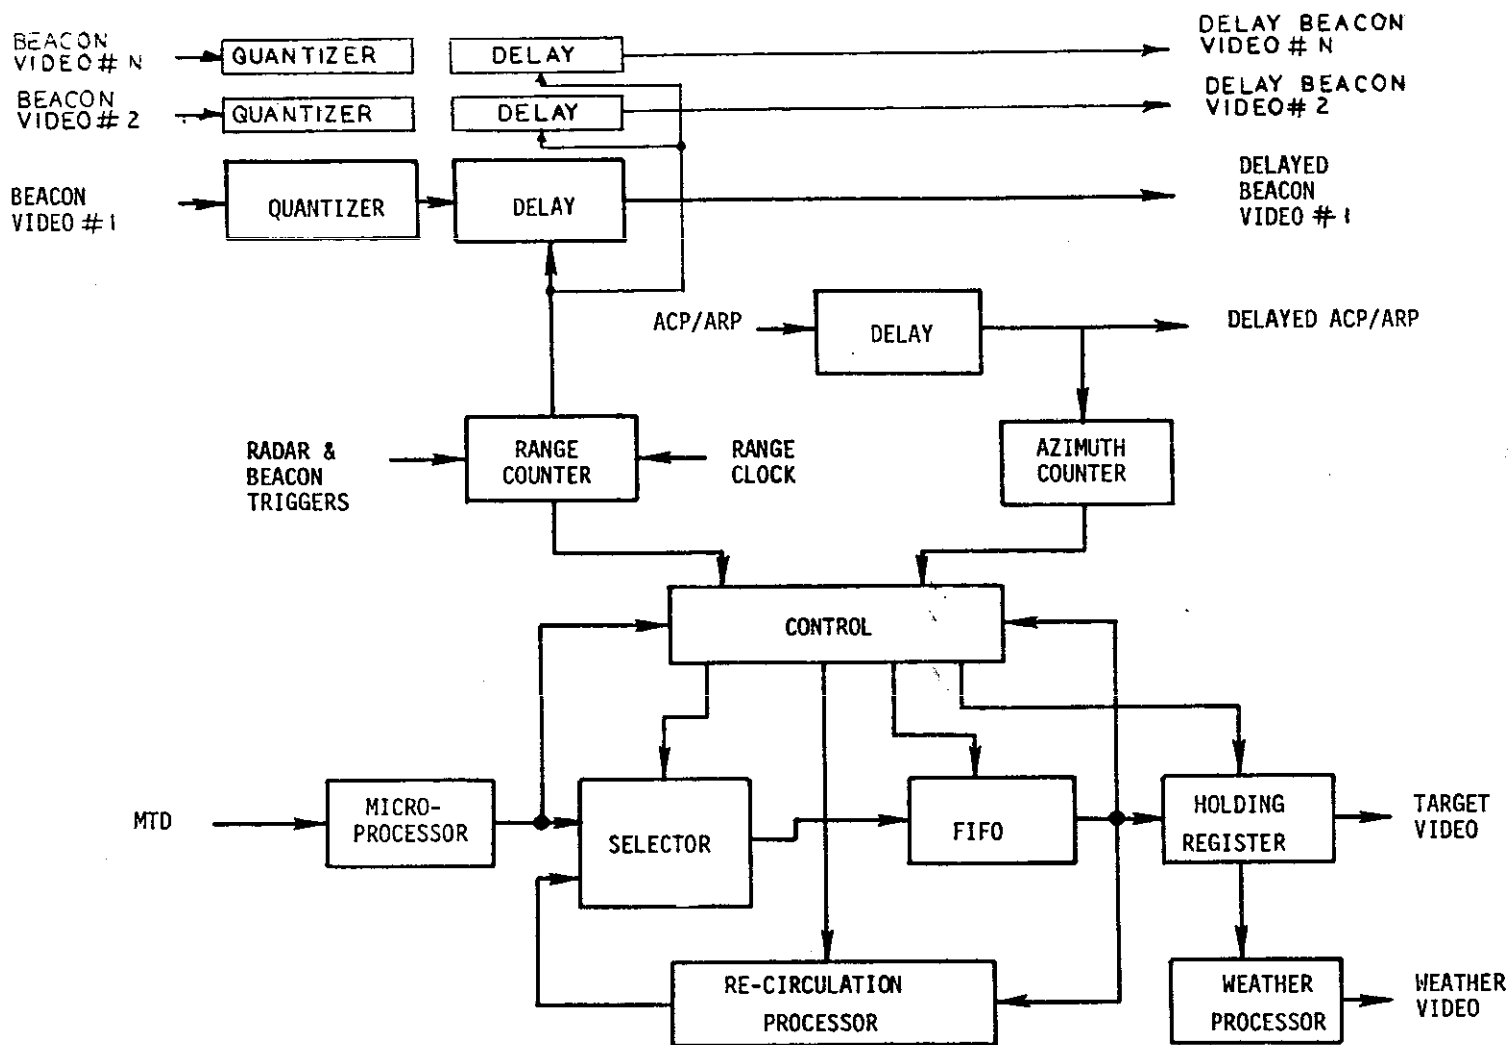 BEACON
VIDEO # N
QUANTIZER
DELAY
DELAY BEACON
VIDEO # N
BEACON
VIDEO # 2
QUANTIZER
DELAY
DELAY BEACON
VIDEO # 2
BEACON
VIDEO # 1
QUANTIZER
DELAY
DELAYED
BEACON
VIDEO # 1
ACP/ARP
DELAY
DELAYED ACP/ARP
RADAR &
BEACON
TRIGGERS
RANGE
COUNTER
RANGE
CLOCK
AZIMUTH
COUNTER
CONTROL
MTD
MICRO-
PROCESSOR
SELECTOR
FIFO
HOLDING
REGISTER
TARGET
VIDEO
RE-CIRCULATION
PROCESSOR
WEATHER
PROCESSOR
WEATHER
VIDEO